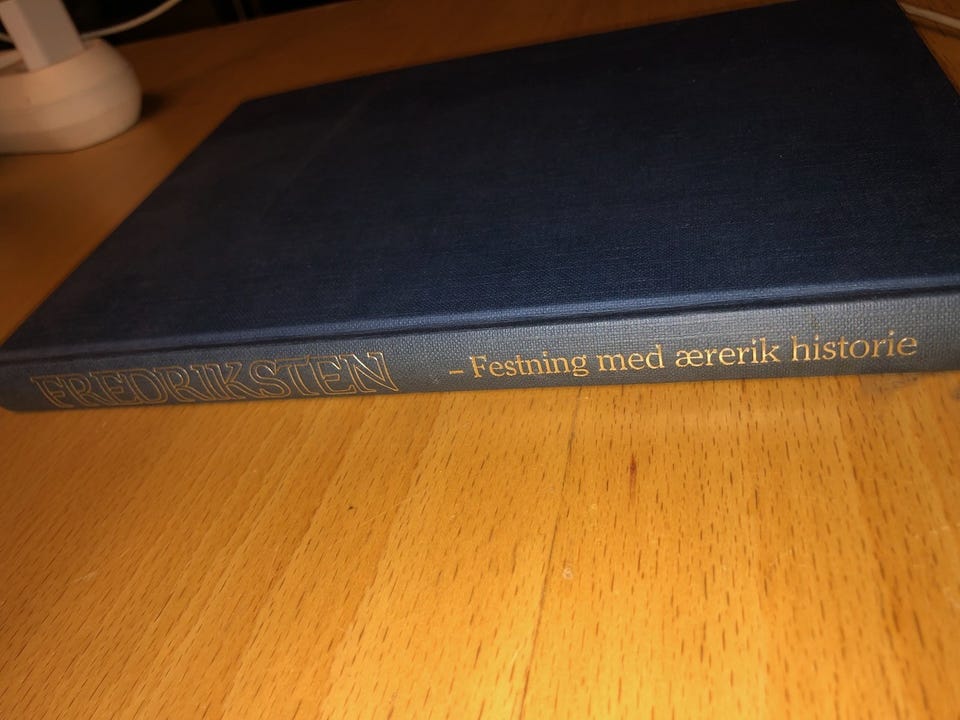 FREDRIKSTEN – Festning med ærerik historie